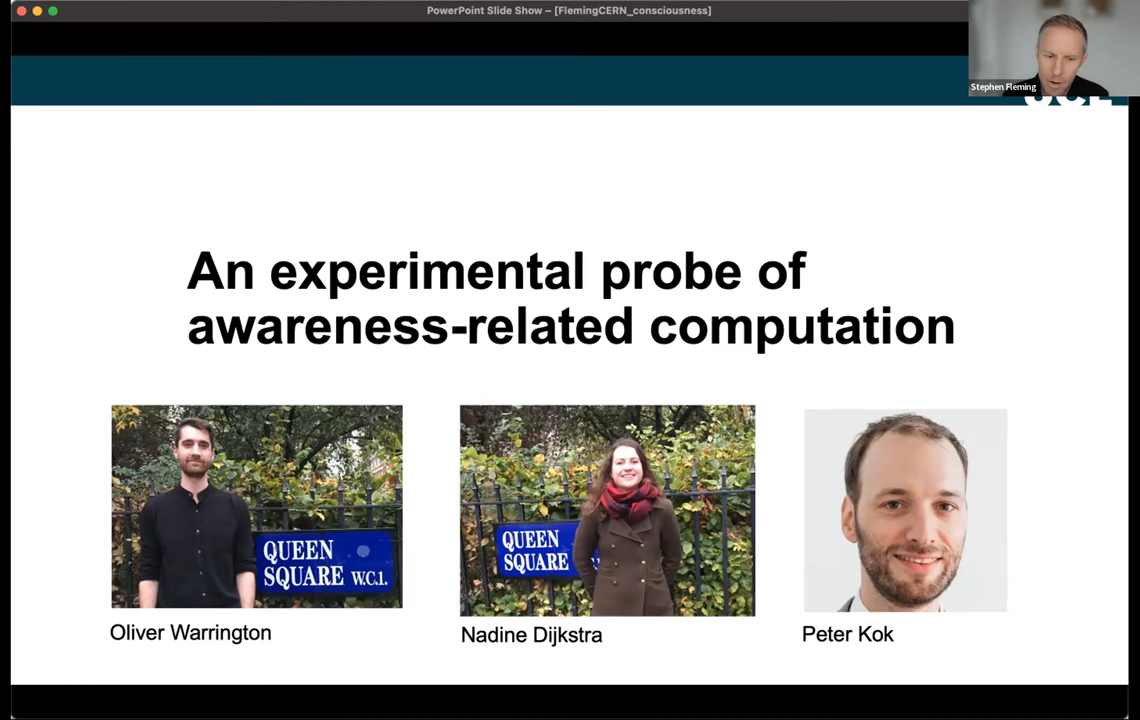 PowerPoint Slide Show – [FlemingCERN_consciousness]
Stephen Fleming
An experimental probe of
awareness-related computation
QUEEN
SQUARE W.C.1.
QUEEN
SQUARE
Oliver Warrington
Nadine Dijkstra
Peter Kok